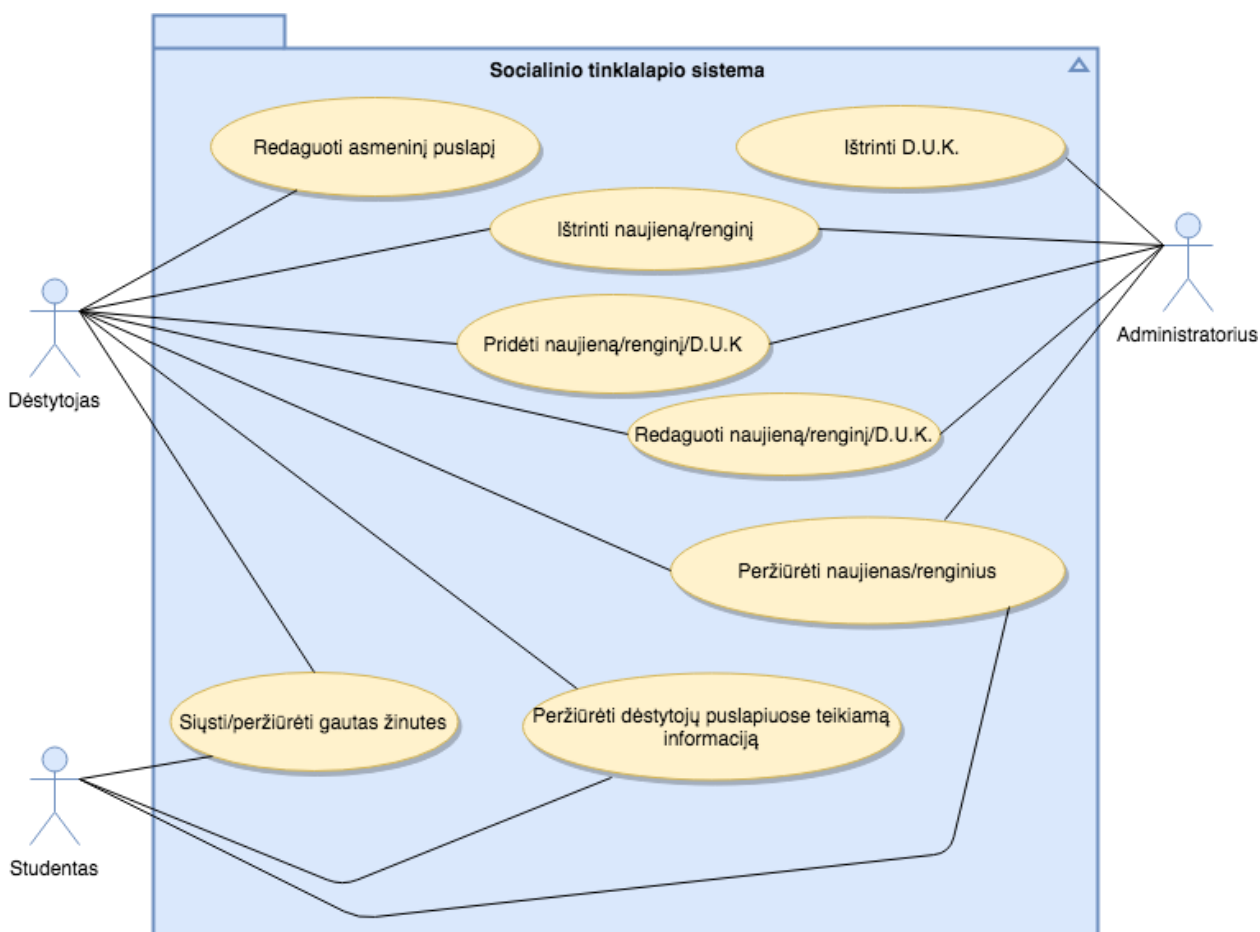 Socialinio tinklalapio sistema
Redaguoti asmeninį puslapį
Ištrinti D.U.K.
Ištrinti naujieną/renginį
Administratorius
Pridėti naujieną/renginį/D.U.K
Dėstytojas
Redaguoti naujieną/renginį/D.U.K.
Peržiūrėti naujienas/renginius
Siųsti/peržiūrėti gautas žinutes
Peržiūrėti dėstytojų puslapiuose teikiamą
informaciją
Studentas